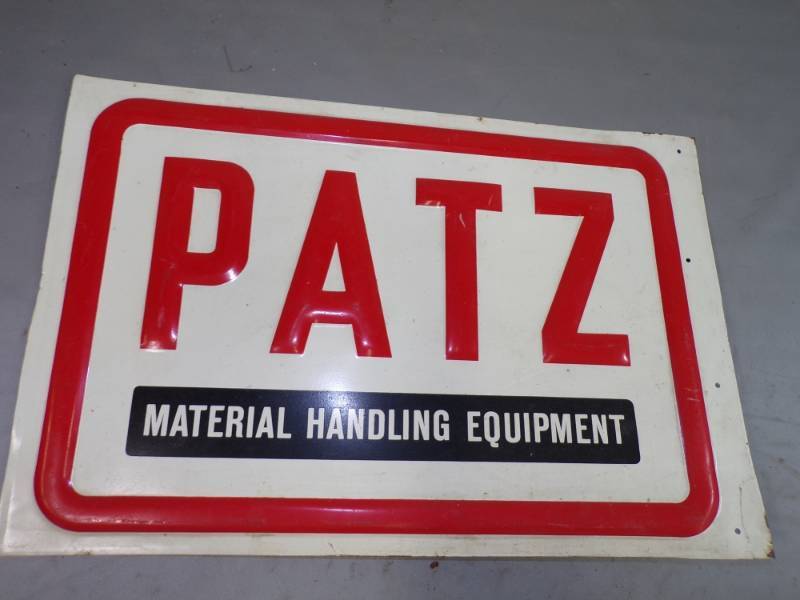 PATZ
MATERIAL HANDLING EQUIPMENT